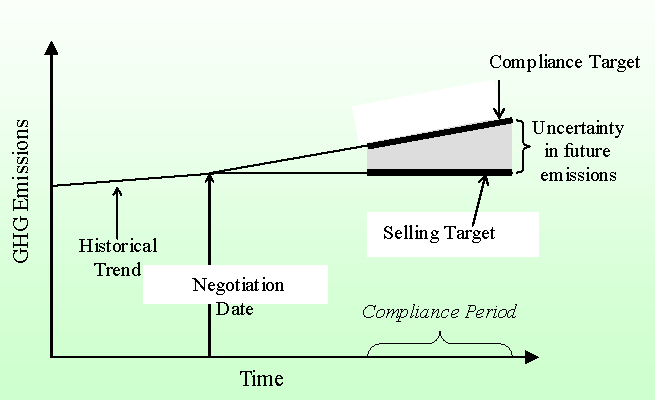 Compliance Target
Uncertainty
in future
emissions
GHG Emissions
Selling Target
Historical
Trend
Negotiation
Date
Compliance Period
Time